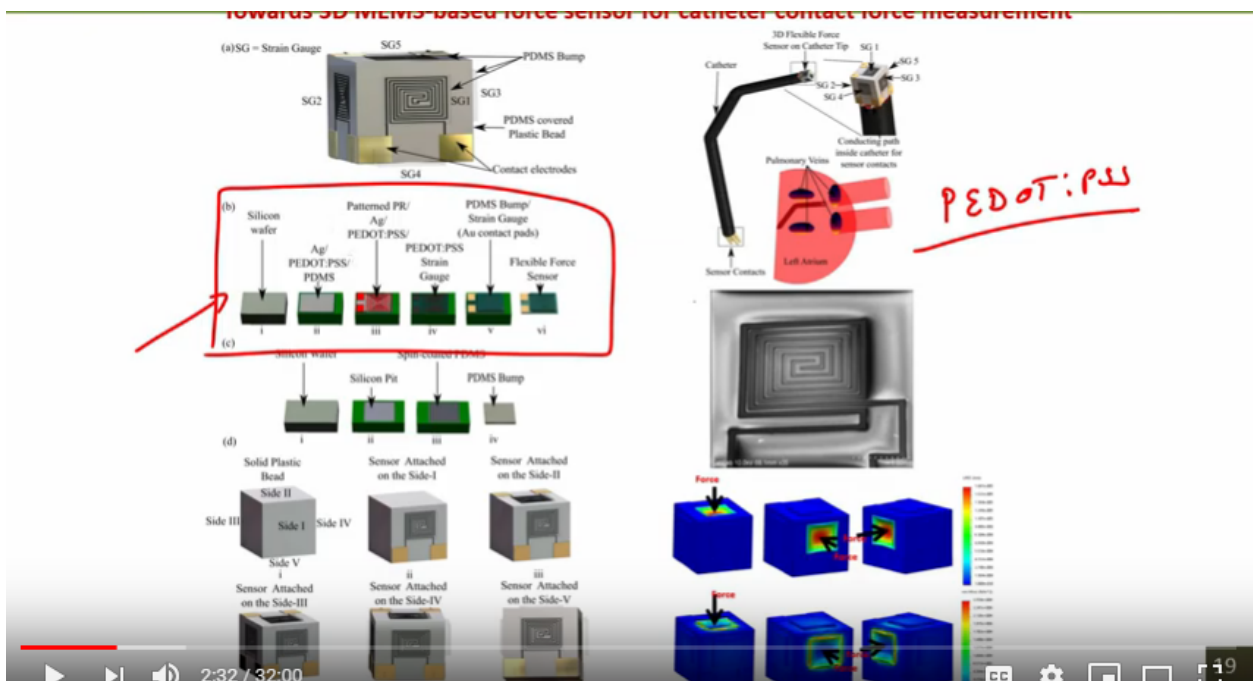 Towards 3D MEMS-based force sensor for catheter contact force measurement
(a) SG = Strain Gauge
SG5
PDMS Bump
SG2
SG1
SG3
PDMS covered
Plastic Bead
Contact electrodes
SG4
3D Flexible Force
Sensor on Catheter Tip
SG 1
SG 5
SG 3
SG 2
SG 4
Catheter
Conducting path
inside catheter for
sensor contacts
Pulmonary Veins
Left Atrium
Sensor Contacts
PEDOT:PSS
(b)
Silicon
wafer
Ag/
PEDOT:PSS/
PDMS
Patterned PR/
Ag/
PEDOT:PSS/
PEDOT:PSS
Strain
Gauge
PDMS Bump/
Strain Gauge
(Au contact pads)
Flexible Force
Sensor
i
ii
iii
iv
v
vi
(c)
Silicon wafer
Silicon Pit
Spin-coated PDMS
PDMS Bump
i
ii
iii
iv
(d)
Solid Plastic
Bead
Side II
Side III
Side I
Side IV
Side V
i
Sensor Attached
on the Side-I
ii
Sensor Attached
on the Side-II
iii
Sensor Attached
on the Side-III
Sensor Attached
on the Side-IV
Sensor Attached
on the Side-V
Force
Force
Force
Force
Force
Force
2:32 / 32:00
CC
19